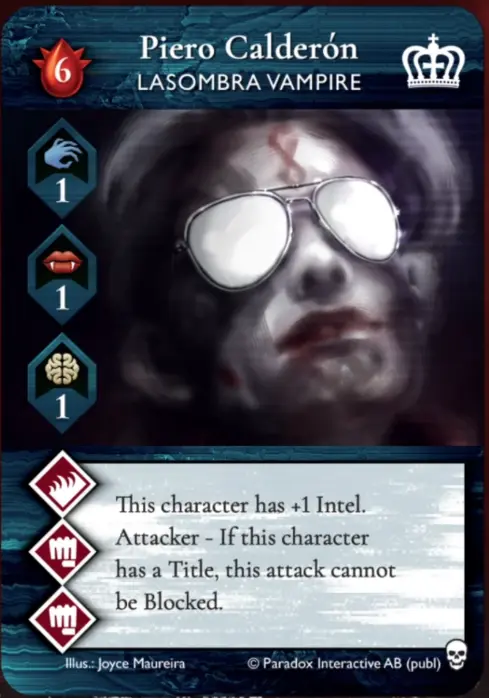 6
Piero Calderón
LASOMBRA VAMPIRE
1
1
1
This character has +1 Intel.
Attacker - If this character
has a Title, this attack cannot
be Blocked.
Illus.: Joyce Maureira © Paradox Interactive AB (publ)